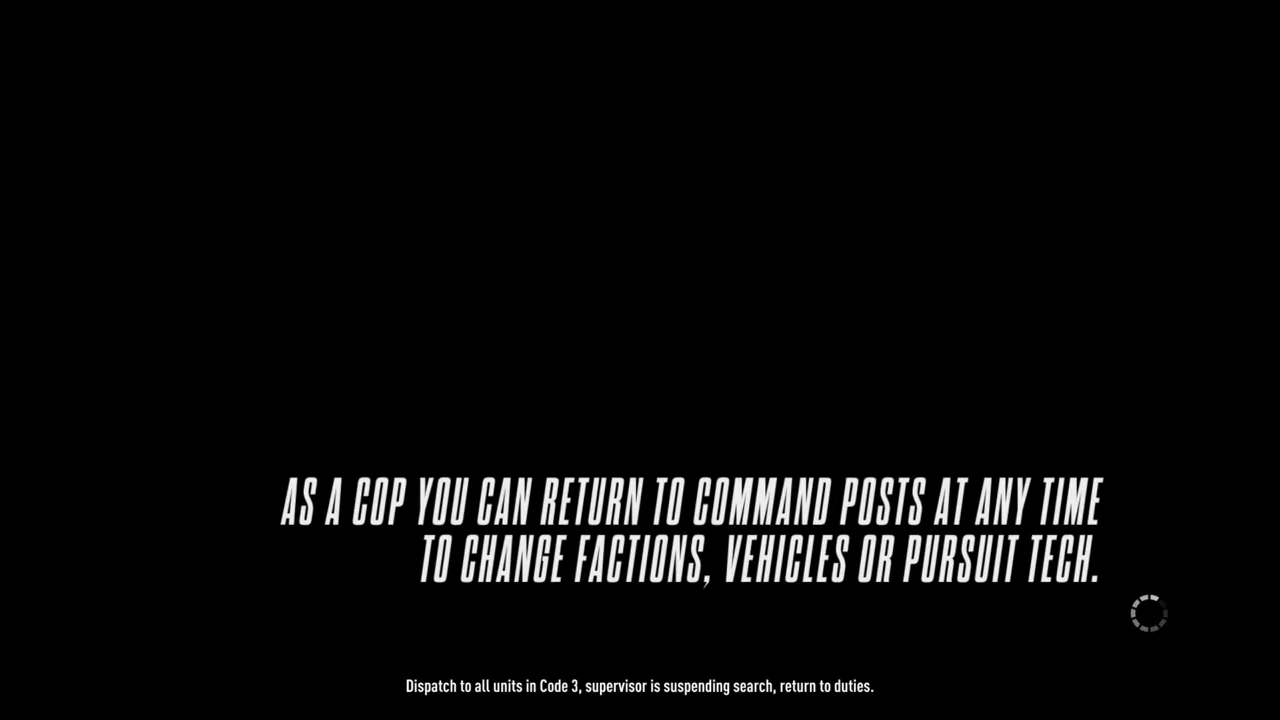 AS A COP YOU CAN RETURN TO COMMAND POSTS AT ANY TIME
TO CHANGE FACTIONS, VEHICLES OR PURSUIT TECH.
Dispatch to all units in Code 3, supervisor is suspending search, return to duties.